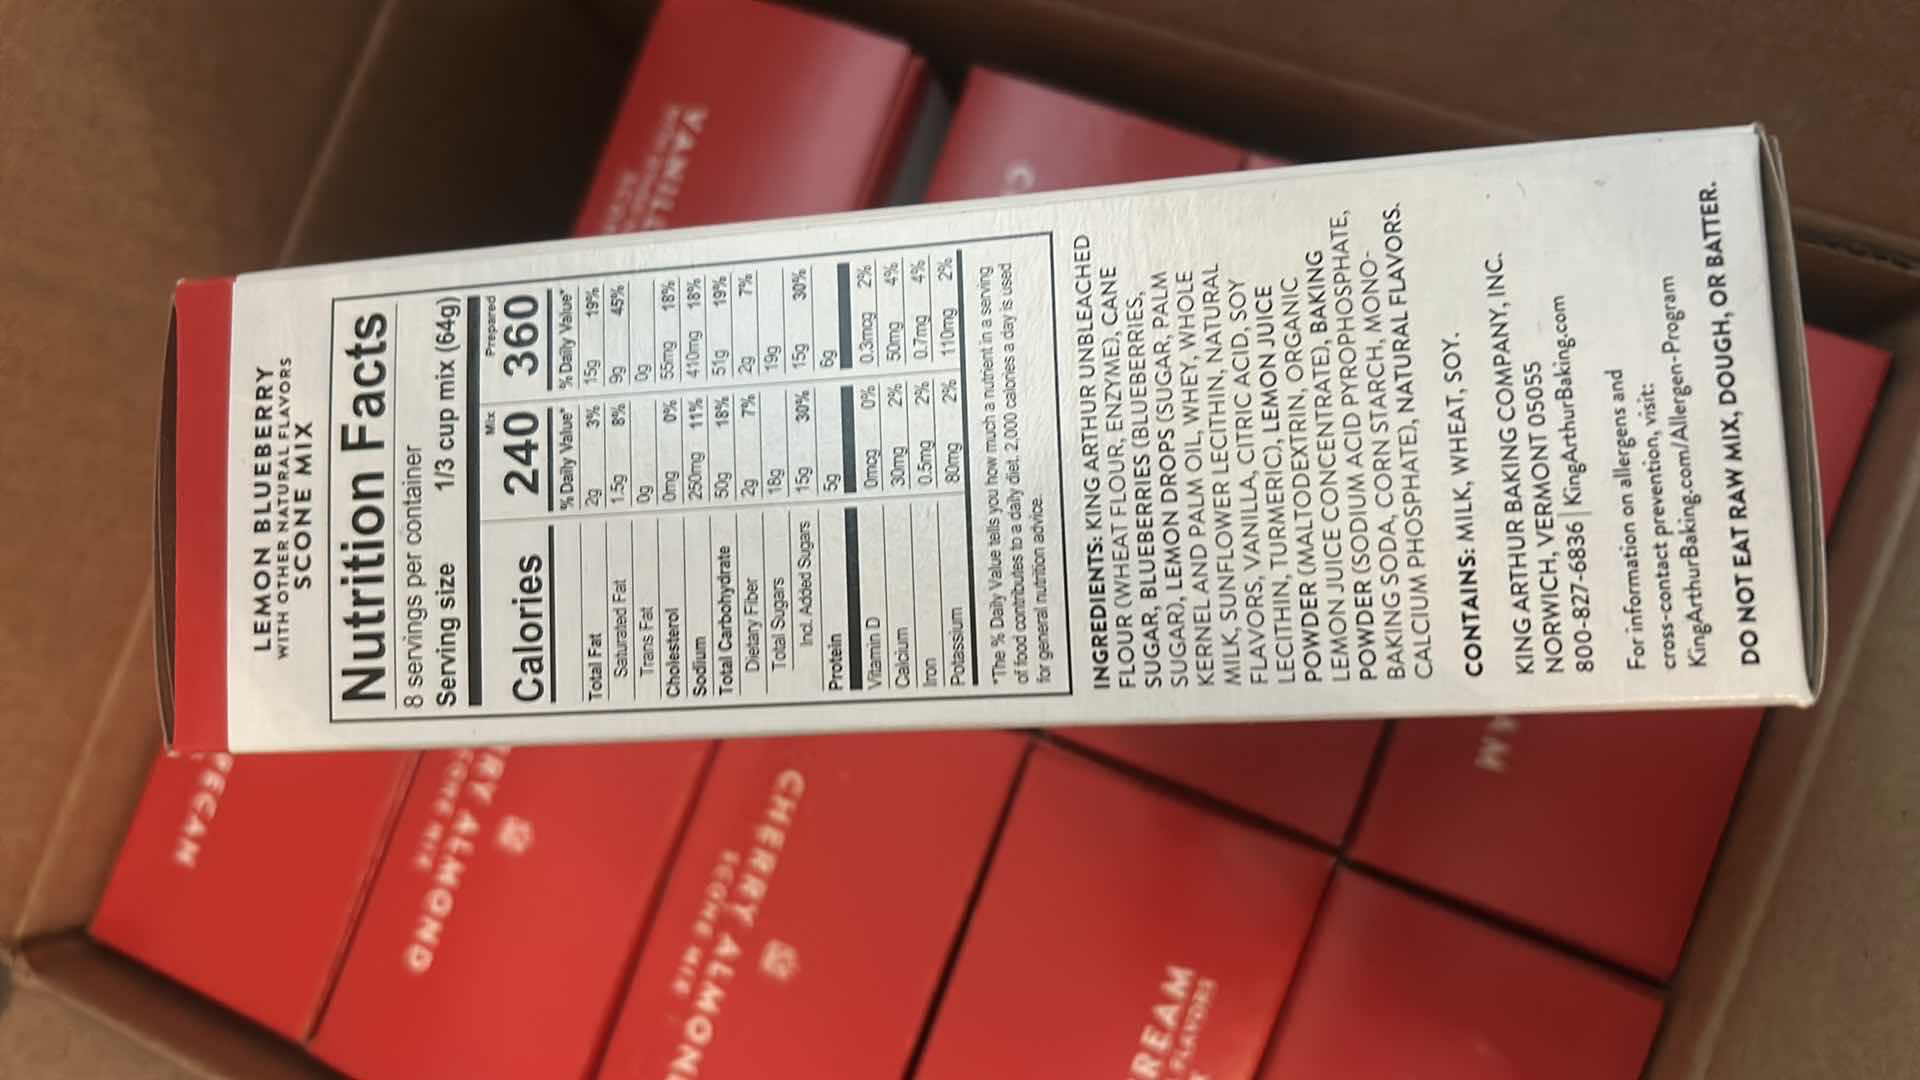 LEMON BLUEBERRY
WITH OTHER NATURAL FLAVORS
SCONE MIX
Nutrition Facts
8 servings per container
Serving size 1/3 cup mix (64g)
Mix Prepared
Calories 240 360
% Daily Value* % Daily Value*
Total Fat 2g 3% 15g 19%
Saturated Fat 1.5g 8% 9g 45%
Trans Fat 0g 0g
Cholesterol 0mg 0% 55mg 18%
Sodium 250mg 11% 410mg 18%
Total Carbohydrate 50g 18% 51g 19%
Dietary Fiber 2g 7% 2g 7%
Total Sugars 18g 19g
Incl. Added Sugars 15g 30% 15g 30%
Protein 5g 6g
Vitamin D 0mcg 0% 0.3mcg 2%
Calcium 30mg 2% 50mg 4%
Iron 0.5mg 2% 0.7mg 4%
Potassium 80mg 2% 110mg 2%
*The % Daily Value tells you how much a nutrient in a serving
of food contributes to a daily diet. 2,000 calories a day is used
for general nutrition advice.
INGREDIENTS: KING ARTHUR UNBLEACHED
FLOUR (WHEAT FLOUR, ENZYME), CANE
SUGAR, BLUEBERRIES (BLUEBERRIES,
SUGAR), LEMON DROPS (SUGAR, PALM
KERNEL AND PALM OIL, WHEY, WHOLE
MILK, SUNFLOWER LECITHIN, NATURAL
FLAVORS, VANILLA, CITRIC ACID, SOY
LECITHIN, TURMERIC), LEMON JUICE
POWDER (MALTODEXTRIN, ORGANIC
LEMON JUICE CONCENTRATE), BAKING
POWDER (SODIUM ACID PYROPHOSPHATE,
BAKING SODA, CORN STARCH, MONO-
CALCIUM PHOSPHATE), NATURAL FLAVORS.
CONTAINS: MILK, WHEAT, SOY.
KING ARTHUR BAKING COMPANY, INC.
NORWICH, VERMONT 05055
800-827-6836 | KingArthurBaking.com
For information on allergens and
cross-contact prevention, visit:
KingArthurBaking.com/Allergen-Program
DO NOT EAT RAW MIX, DOUGH, OR BATTER.
VANILL
PECAN
RRY ALMOND
CONE MIX
CHERRY ALMOND
SCONE MIX
REAM
FLAVORS
AM